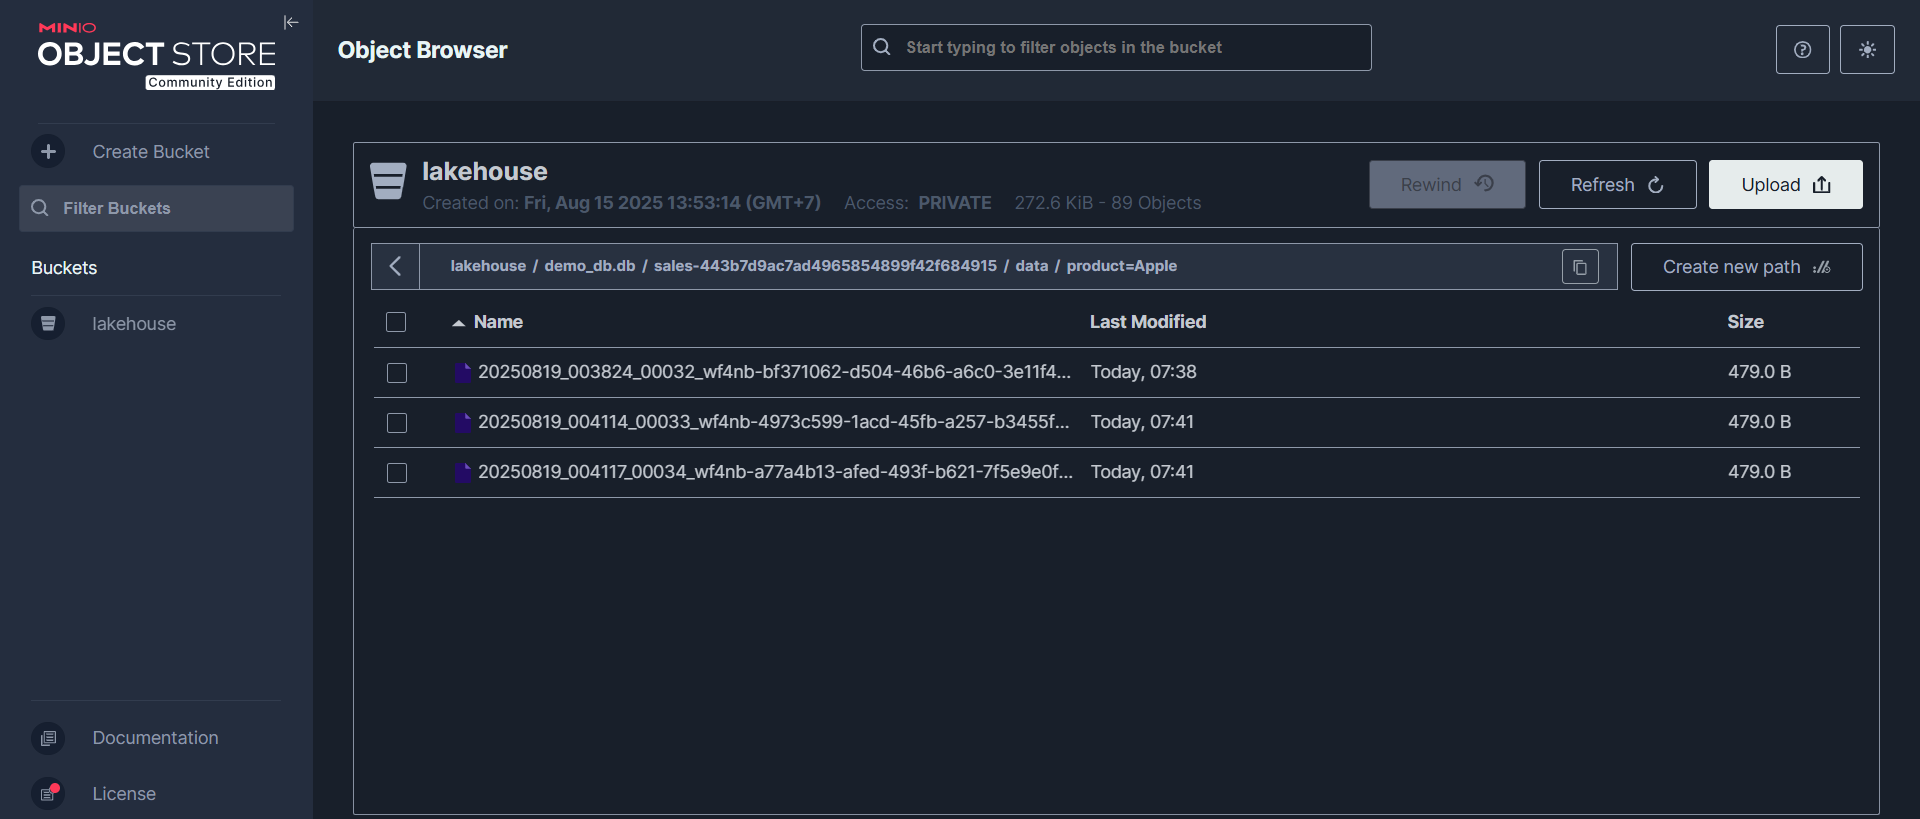 MINIO
OBJECT STORE
Community Edition
Create Bucket
Filter Buckets
Buckets
lakehouse
Documentation
License
Object Browser
Start typing to filter objects in the bucket
lakehouse
Created on: Fri, Aug 15 2025 13:53:14 (GMT+7) Access: PRIVATE 272.6 KiB - 89 Objects
Rewind
Refresh
Upload
lakehouse / demo_db.db / sales-443b7d9ac7ad4965854899f42f684915 / data / product=Apple
Create new path
Name Last Modified Size
20250819_003824_00032_wf4nb-bf371062-d504-46b6-a6c0-3e11f4... Today, 07:38 479.0 B
20250819_004114_00033_wf4nb-4973c599-1acd-45fb-a257-b3455f... Today, 07:41 479.0 B
20250819_004117_00034_wf4nb-a77a4b13-afed-493f-b621-7f5e9e0f... Today, 07:41 479.0 B